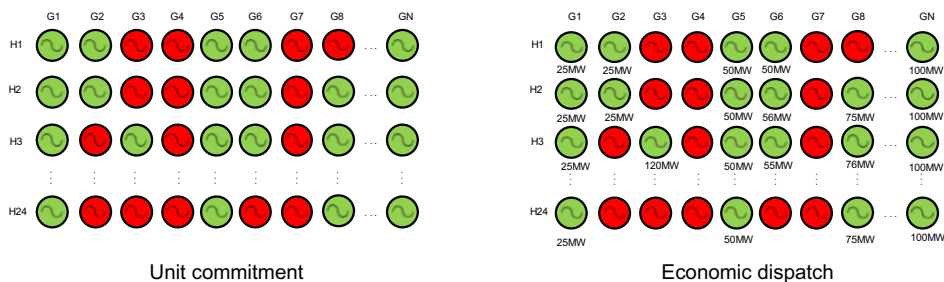 G1 G2 G3 G4 G5 G6 G7 G8 GN
H1 ...
H2 ...
H3 ...
H24 ...
Unit commitment
G1 G2 G3 G4 G5 G6 G7 G8 GN
H1 ...
25MW 25MW 50MW 50MW 100MW
H2 ...
25MW 25MW 50MW 56MW 75MW 100MW
H3 ...
25MW 120MW 50MW 55MW 76MW 100MW
H24 ...
25MW 50MW 75MW 100MW
Economic dispatch